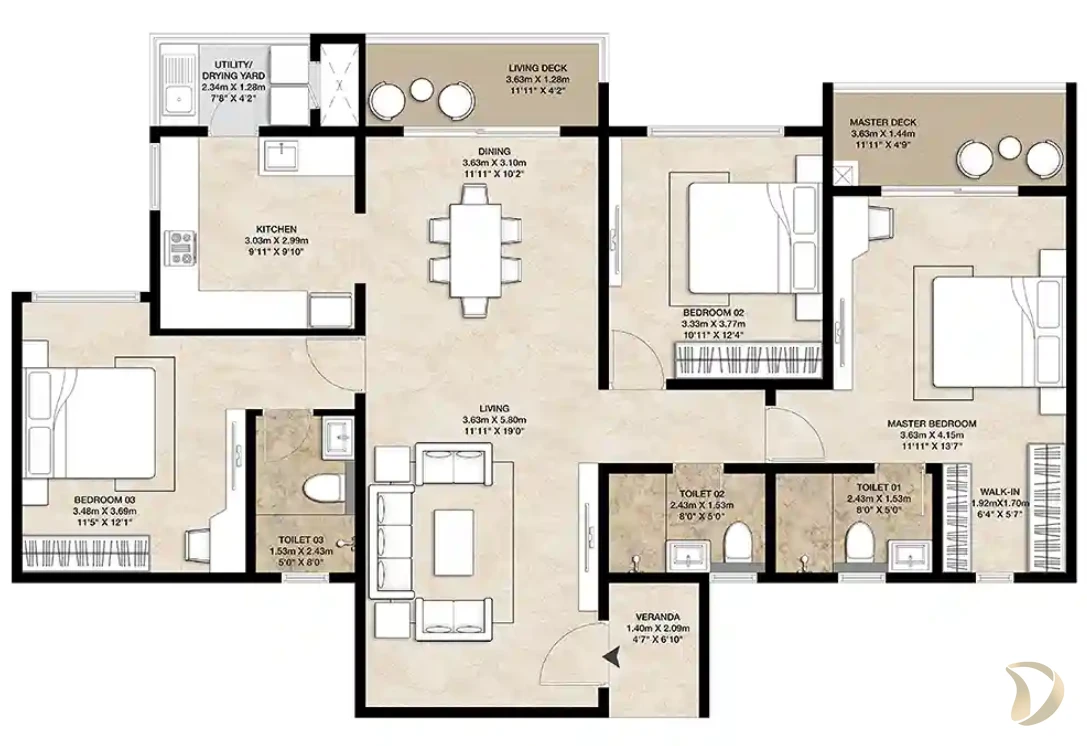 UTILITY/
DRYING YARD
2.34m X 1.28m
7'8" X 4'2"
LIVING DECK
3.63m X 1.28m
11'11" X 4'2"
MASTER DECK
3.63m X 1.44m
11'11" X 4'9"
DINING
3.63m X 3.10m
11'11" X 10'2"
KITCHEN
3.03m X 2.99m
9'11" X 9'10"
BEDROOM 02
3.33m X 3.77m
10'11" X 12'4"
LIVING
3.63m X 5.80m
11'11" X 19'0"
MASTER BEDROOM
3.63m X 4.15m
11'11" X 13'7"
BEDROOM 03
3.48m X 3.69m
11'5" X 12'1"
TOILET 03
1.53m X 2.43m
5'0" X 8'0"
TOILET 02
2.43m X 1.53m
8'0" X 5'0"
TOILET 01
2.43m X 1.53m
8'0" X 5'0"
WALK-IN
1.92mX1.70m
6'4" X 5'7"
VERANDA
1.40m X 2.09m
4'7" X 6'10"